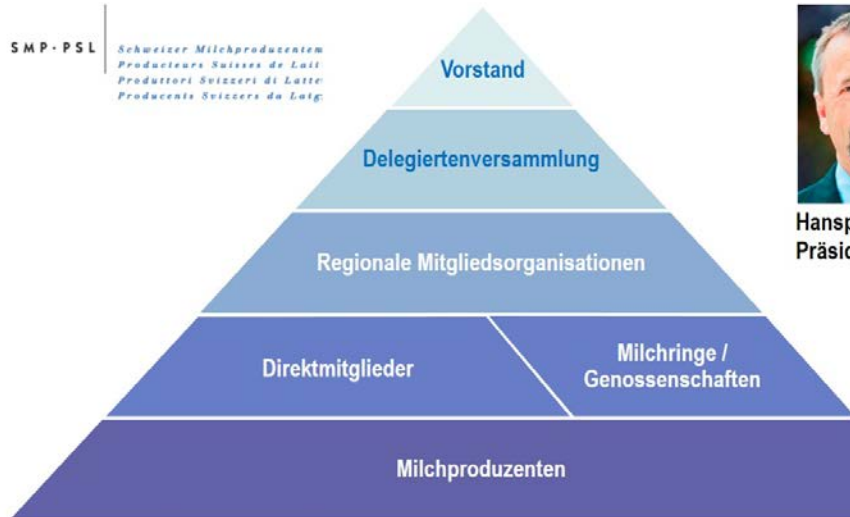 SMP·PSL
Schweizer Milchproduzenten
Producteurs Suisses de Lait
Produttori Svizzeri di Latte
Producents Svizzers da Latg
Vorstand
Delegiertenversammlung
Regionale Mitgliedsorganisationen
Direktmitglieder
Milchringe /
Genossenschaften
Milchproduzenten